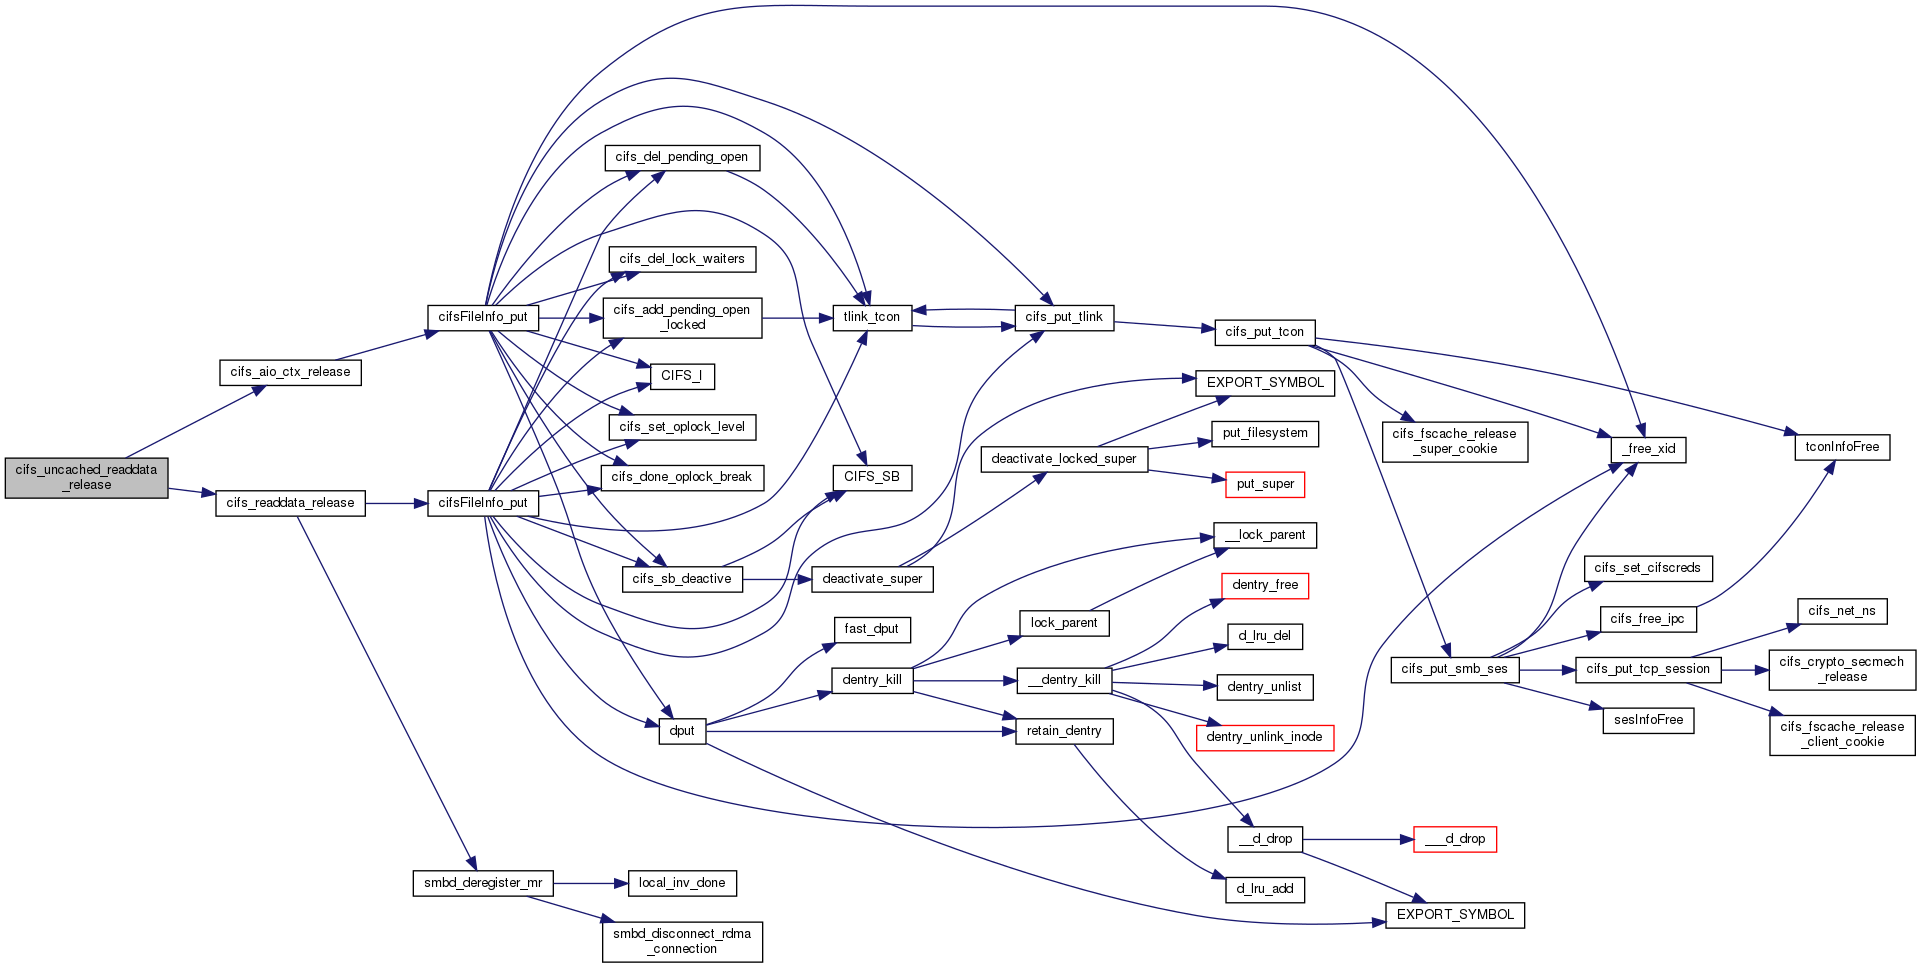 cifs_uncached_readdata
_release
cifs_aio_ctx_release
cifs_readdata_release
cifsFileInfo_put
cifsFileInfo_put
smbd_deregister_mr
cifs_del_pending_open
cifs_del_lock_waiters
cifs_add_pending_open
_locked
CIFS_I
cifs_set_oplock_level
cifs_done_oplock_break
cifs_sb_deactive
dput
local_inv_done
smbd_disconnect_rdma
_connection
tlink_tcon
CIFS_SB
deactivate_super
fast_dput
dentry_kill
cifs_put_tlink
deactivate_locked_super
lock_parent
__dentry_kill
retain_dentry
cifs_put_tcon
EXPORT_SYMBOL
put_filesystem
put_super
__lock_parent
dentry_free
d_lru_del
dentry_unlist
dentry_unlink_inode
__d_drop
d_lru_add
cifs_fscache_release
_super_cookie
cifs_put_smb_ses
___d_drop
EXPORT_SYMBOL
_free_xid
cifs_set_cifscreds
cifs_free_ipc
cifs_put_tcp_session
sesInfoFree
tconInfoFree
cifs_net_ns
cifs_crypto_secmech
_release
cifs_fscache_release
_client_cookie